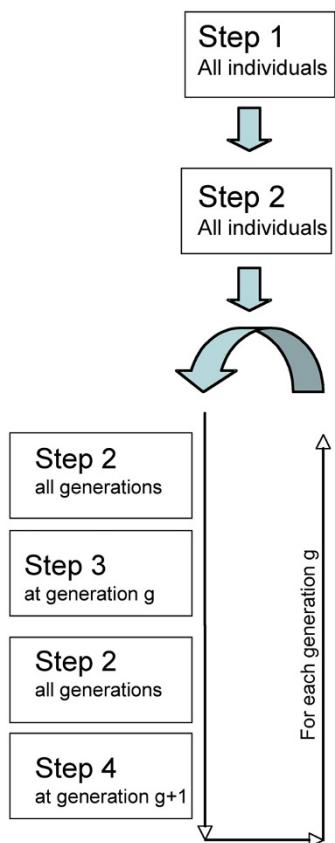 Step 1
All individuals
Step 2
All individuals
Step 2
all generations
Step 3
at generation g
Step 2
all generations
Step 4
at generation g+1
For each generation g